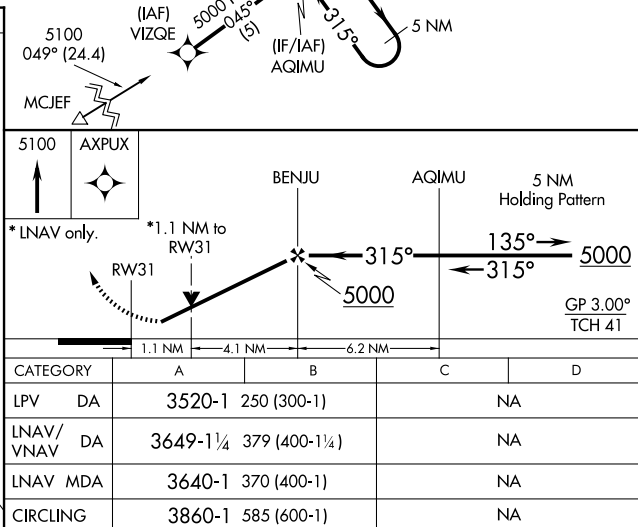 (IAF)
VIZQE
5000
045°
(5)
315°
5 NM
(IF/IAF)
AQIMU
5100
049° (24.4)
MCJEF
5100
AXPUX
BENJU
AQIMU
5 NM
Holding Pattern
* LNAV only.
*1.1 NM to
RW31
RW31
315°
135°
315°
5000
5000
GP 3.00°
TCH 41
1.1 NM
4.1 NM
6.2 NM
CATEGORY A B C D
LPV DA 3520-1 250 (300-1) NA
LNAV/
VNAV DA 3649-1¼ 379 (400-1¼) NA
LNAV MDA 3640-1 370 (400-1) NA
CIRCLING 3860-1 585 (600-1) NA